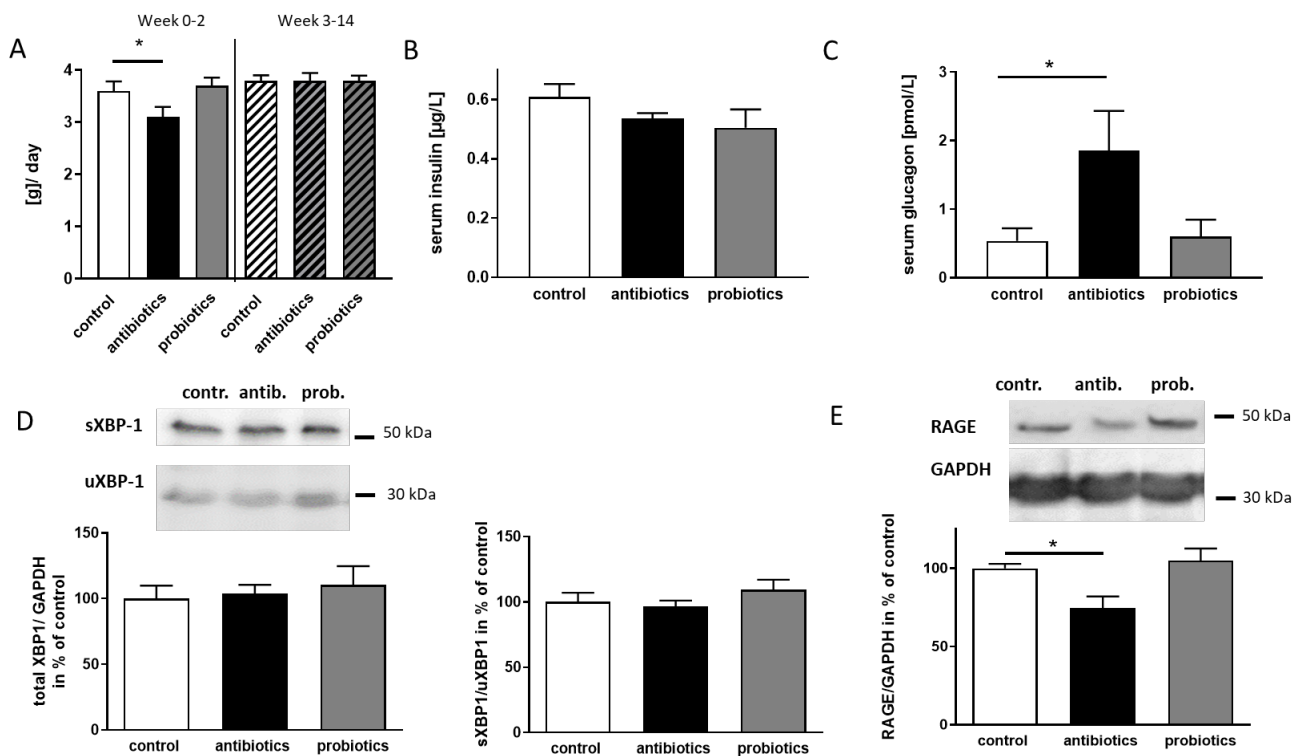 Week 0-2
Week 3-14
A
*
[g]/ day
4
3
2
1
0
control
antibiotics
probiotics
control
antibiotics
probiotics
B
serum insulin [µg/L]
0.6
0.4
0.2
0.0
control
antibiotics
probiotics
C
*
serum glucagon [pmol/L]
3
2
1
0
control
antibiotics
probiotics
D
contr.
antib.
prob.
sXBP-1
50 kDa
uXBP-1
30 kDa
total XBP1/ GAPDH
in % of control
150
100
50
0
control
antibiotics
probiotics
sXBP1/uXBP1 in % of control
150
100
50
0
control
antibiotics
probiotics
E
contr.
antib.
prob.
RAGE
50 kDa
GAPDH
30 kDa
*
RAGE/GAPDH in % of control
100
50
0
control
antibiotics
probiotics